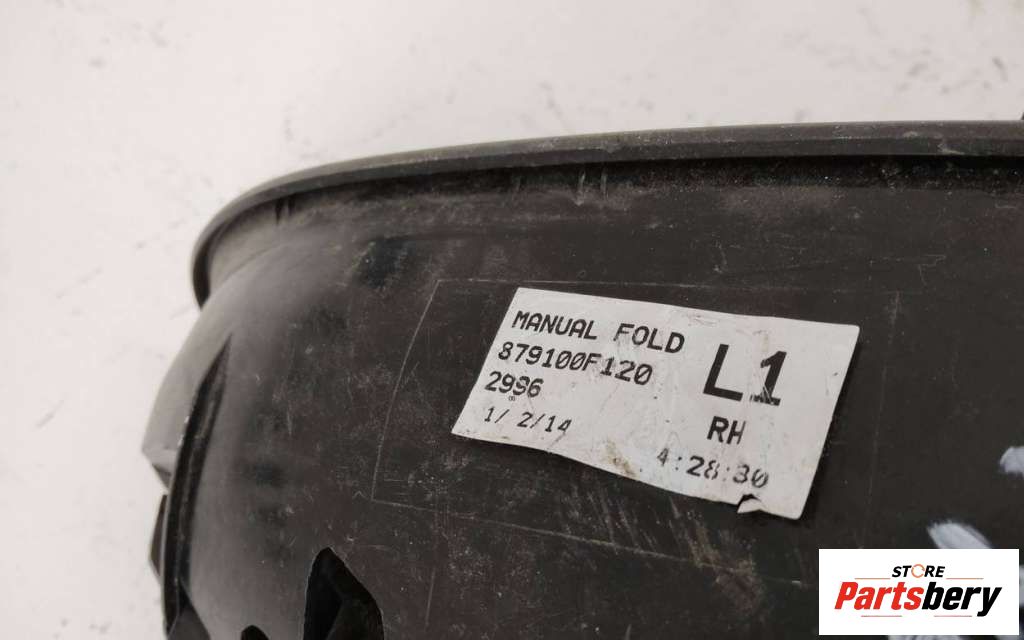 MANUAL FOLD
879100F120
2996
1/ 2/14
L1
RH
4:28:30
STORE
Partsbery